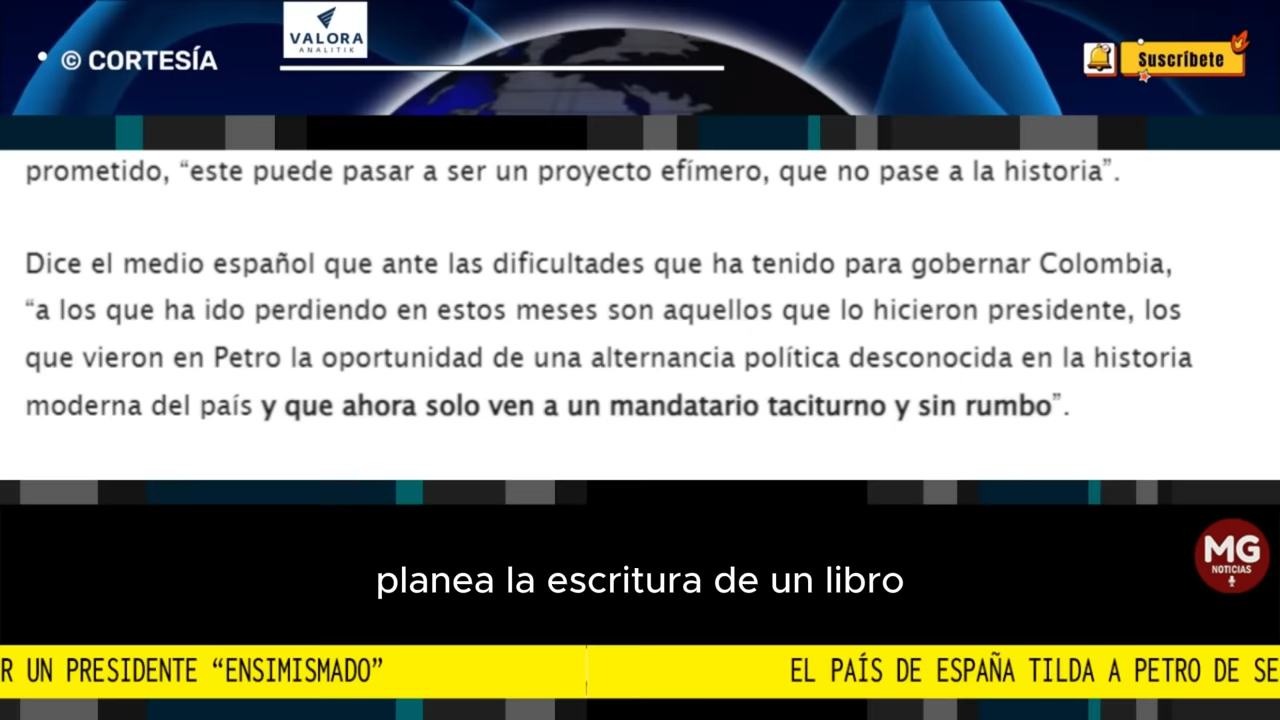 © CORTESÍA
VALORA
ANALITIK
Suscríbete
prometido, “este puede pasar a ser un proyecto efímero, que no pase a la historia”.
Dice el medio español que ante las dificultades que ha tenido para gobernar Colombia,
“a los que ha ido perdiendo en estos meses son aquellos que lo hicieron presidente, los
que vieron en Petro la oportunidad de una alternancia política desconocida en la historia
moderna del país y que ahora solo ven a un mandatario taciturno y sin rumbo”.
MG
NOTICIAS
planea la escritura de un libro
R UN PRESIDENTE “ENSIMISMADO” EL PAÍS DE ESPAÑA TILDA A PETRO DE SE